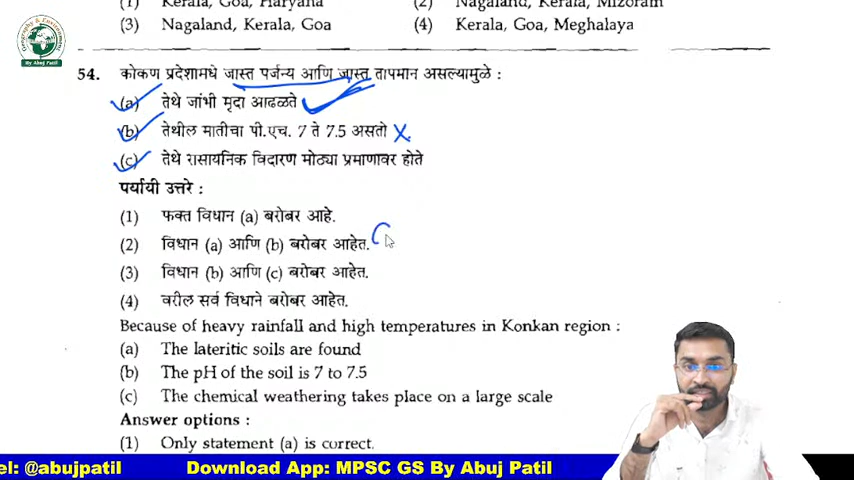 (1) Kerala, Goa, Haryana (2) Nagaland, Kerala, Mizoram
(3) Nagaland, Kerala, Goa (4) Kerala, Goa, Meghalaya
Geography & Environment
By Abuj Patil
54. कोकण प्रदेशामधे जास्त पर्जन्य आणि जास्त तापमान असल्यामुळे :
(a) तेथे जांभी मृदा आढळते
(b) तेथील मातीचा पी.एच. 7 ते 7.5 असतो x
(c) तेथे रासायनिक विदारण मोठ्या प्रमाणावर होते
पर्यायी उत्तरे :
(1) फक्त विधान (a) बरोबर आहे.
(2) विधान (a) आणि (b) बरोबर आहेत.
(3) विधान (b) आणि (c) बरोबर आहेत.
(4) वरील सर्व विधाने बरोबर आहेत.
Because of heavy rainfall and high temperatures in Konkan region :
(a) The lateritic soils are found
(b) The pH of the soil is 7 to 7.5
(c) The chemical weathering takes place on a large scale
Answer options :
(1) Only statement (a) is correct.
el: @abujpatil Download App: MPSC GS By Abuj Patil